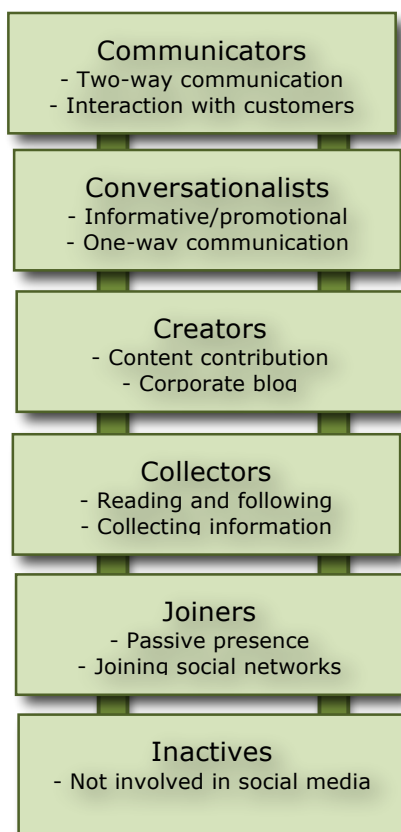 Communicators
- Two-way communication
- Interaction with customers
Conversationalists
- Informative/promotional
- One-way communication
Creators
- Content contribution
- Corporate blog
Collectors
- Reading and following
- Collecting information
Joiners
- Passive presence
- Joining social networks
Inactives
- Not involved in social media